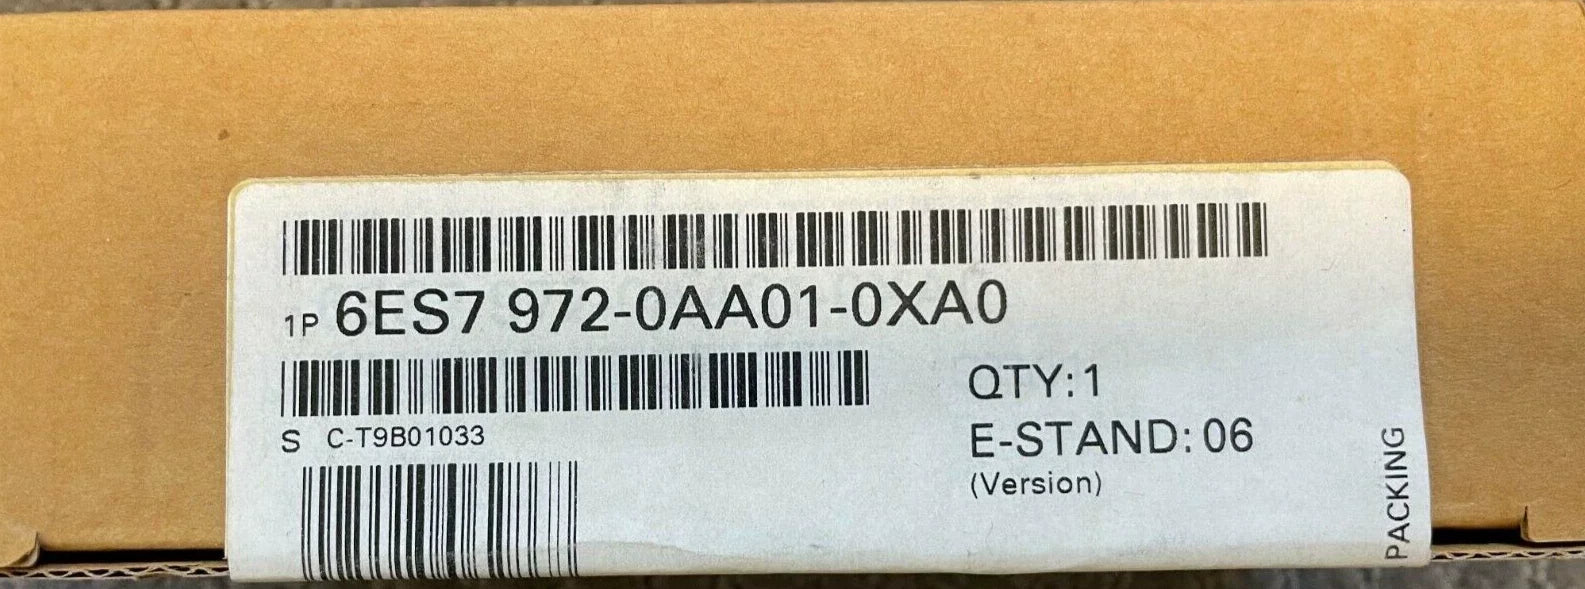 1P 6ES7 972-0AA01-0XA0
S C-T9B01033
QTY:1
E-STAND: 06
(Version)
PACKING